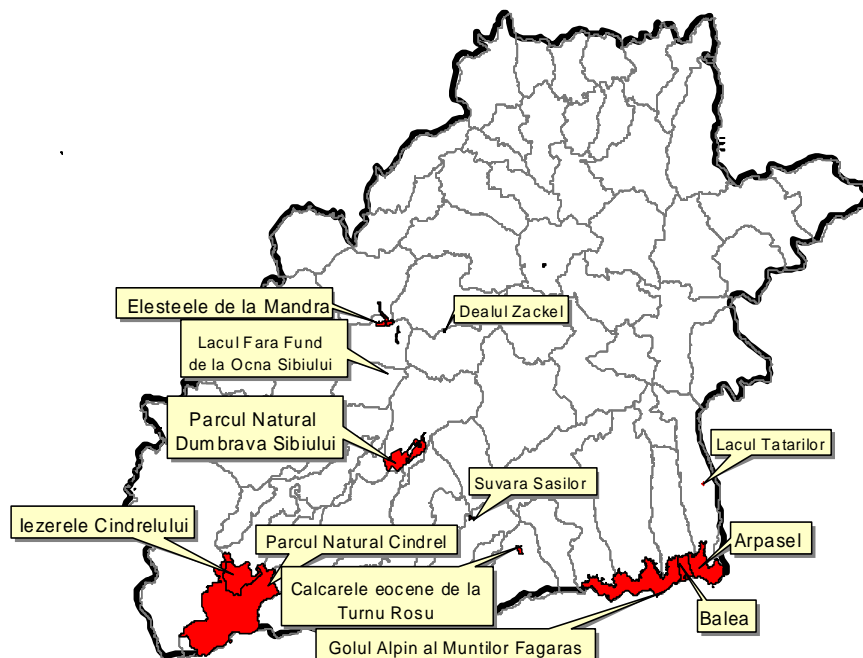 Elesteele de la Mandra
Dealul Zackel
Lacul Fara Fund
de la Ocna Sibiului
Parcul Natural
Dumbrava Sibiului
Lacul Tatarilor
Suvara Sasilor
Iezerele Cindrelului
Parcul Natural Cindrel
Arpasel
Calcarele eocene de la
Turnu Rosu
Balea
Golul Alpin al Muntilor Fagaras